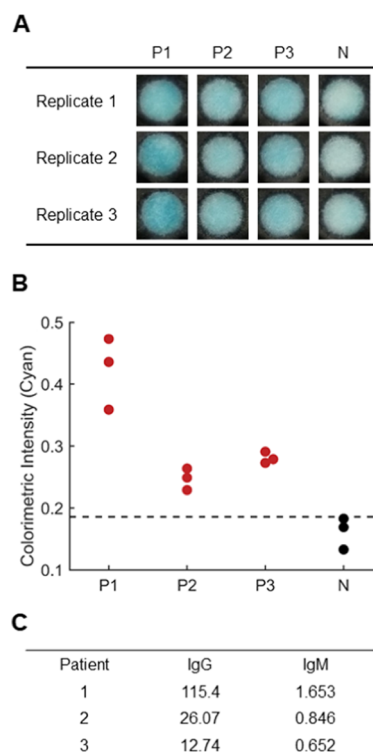 A
P1 P2 P3 N
Replicate 1
Replicate 2
Replicate 3
B
Colorimetric Intensity (Cyan)
0.5
0.4
0.3
0.2
0.1
P1 P2 P3 N
C
Patient IgG IgM
1 115.4 1.653
2 26.07 0.846
3 12.74 0.652